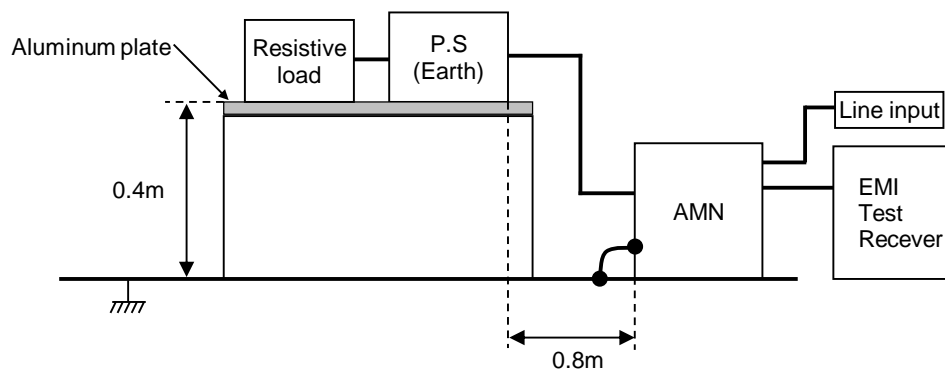 Aluminum plate
Resistive
load
P.S
(Earth)
Line input
0.4m
AMN
EMI
Test
Recever
0.8m